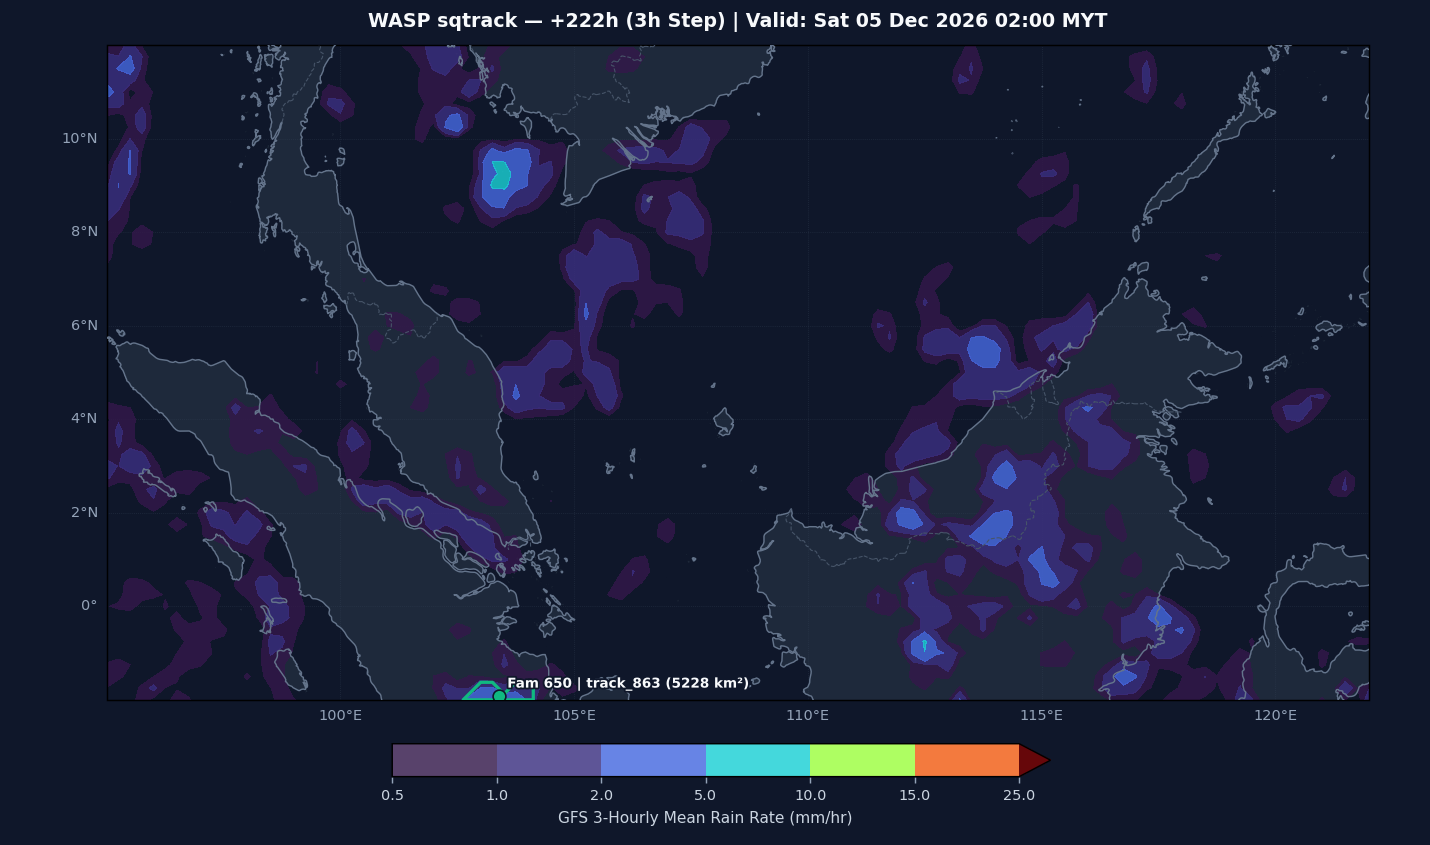 WASP sqtrack — +222h (3h Step) | Valid: Sat 05 Dec 2026 02:00 MYT
10°N
8°N
6°N
4°N
2°N
0°
Fam 650 | track_863 (5228 km²)
100°E 105°E 110°E 115°E 120°E
0.5 1.0 2.0 5.0 10.0 15.0 25.0
GFS 3-Hourly Mean Rain Rate (mm/hr)